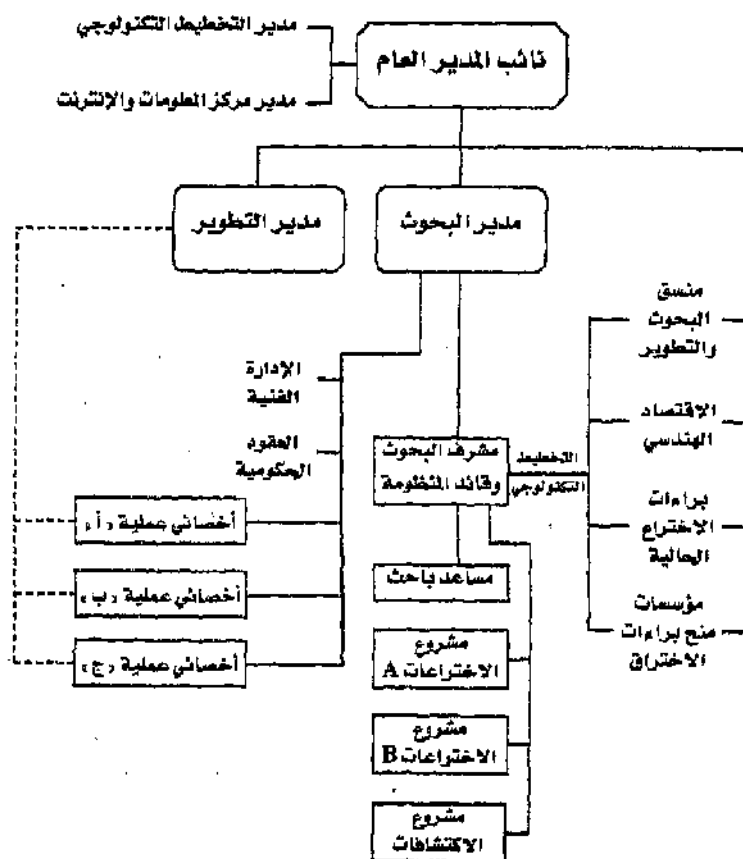 مدير التخطيط التكنولوجي
نائب المدير العام
مدير مركز المعلومات والإنترنت
مدير البحوث
مدير التطوير
منسق
البحوث
والتطوير
الإدارة
الفنية
الاقتصاد
الهندسي
العقود
الحكومية
مشرف البحوث
وقائد المنظومة
التخطيط
التكنولوجي
براءات
الاختراع
الحالية
أخصائي عملية «أ»
مساعد باحث
أخصائي عملية «ب»
مؤسسات
منح براءات
الاختراق
أخصائي عملية «ج»
مشروع
الاختراعات A
مشروع
الاختراعات B
مشروع
الاكتشافات